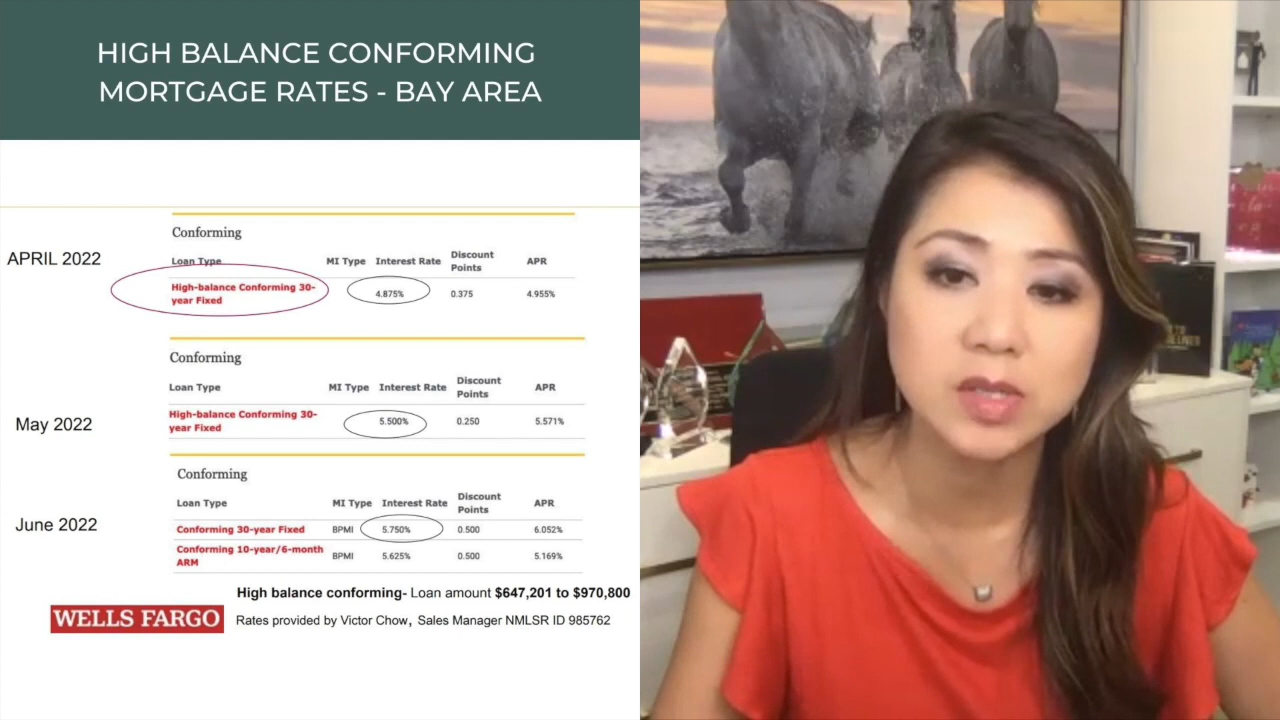 HIGH BALANCE CONFORMING
MORTGAGE RATES - BAY AREA
APRIL 2022
Conforming
Loan Type MI Type Interest Rate Discount Points APR
High-balance Conforming 30-
year Fixed
4.875% 0.375 4.955%
May 2022
Conforming
Loan Type MI Type Interest Rate Discount Points APR
High-balance Conforming 30-
year Fixed
5.500% 0.250 5.571%
June 2022
Conforming
Loan Type MI Type Interest Rate Discount Points APR
Conforming 30-year Fixed BPMI 5.750% 0.500 6.052%
Conforming 10-year/6-month
ARM
BPMI 5.625% 0.500 5.169%
High balance conforming- Loan amount $647,201 to $970,800
WELLS FARGO
Rates provided by Victor Chow, Sales Manager NMLSR ID 985762